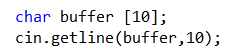 char buffer [10];
cin.getline(buffer,10);